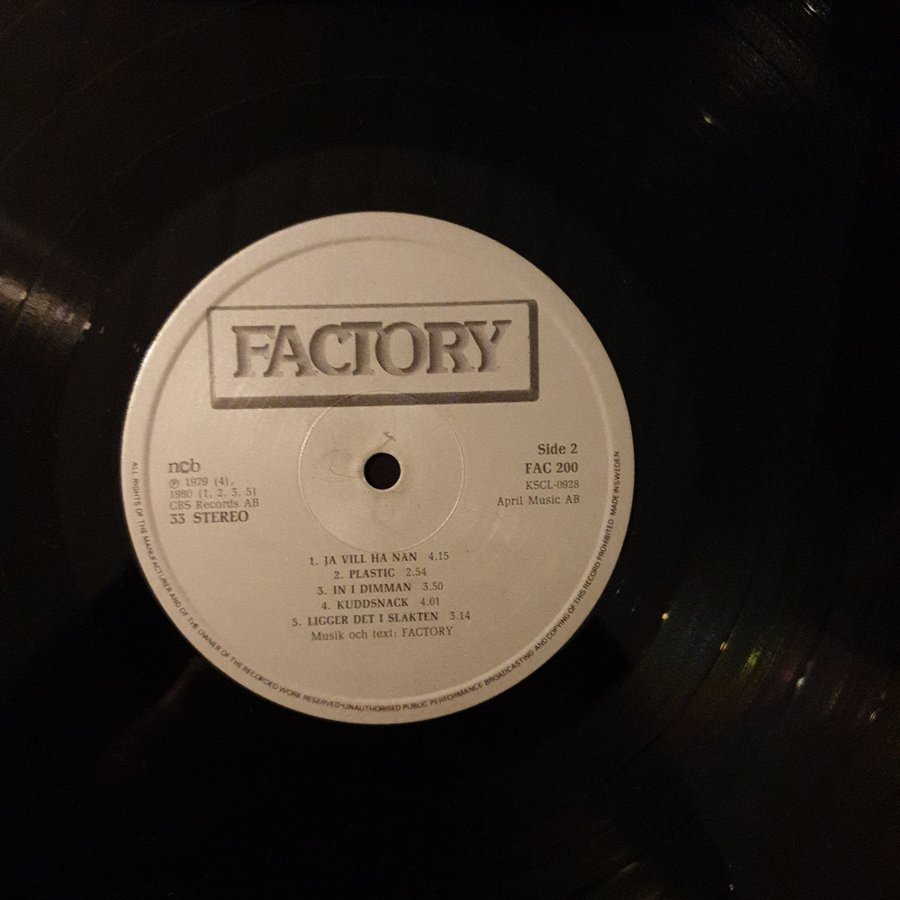 FACTORY
Side 2
FAC 200
KSCL-0928
April Music AB
ncb
℗ 1979 (4),
1980 (1, 2, 3, 5)
CBS Records AB
33 STEREO
1. JA VILL HA NÅN 4.15
2. PLASTIC 2.54
3. IN I DIMMAN 3.50
4. KUDDSNACK 4.01
5. LIGGER DET I SLÄKTEN 3.14
Musik och text: FACTORY
ALL RIGHTS OF THE MANUFACTURER AND OF THE OWNER OF THE RECORDED WORK RESERVED·UNAUTHORISED PUBLIC PERFORMANCE BROADCASTING AND COPYING OF THIS RECORD PROHIBITED MADE IN SWEDEN